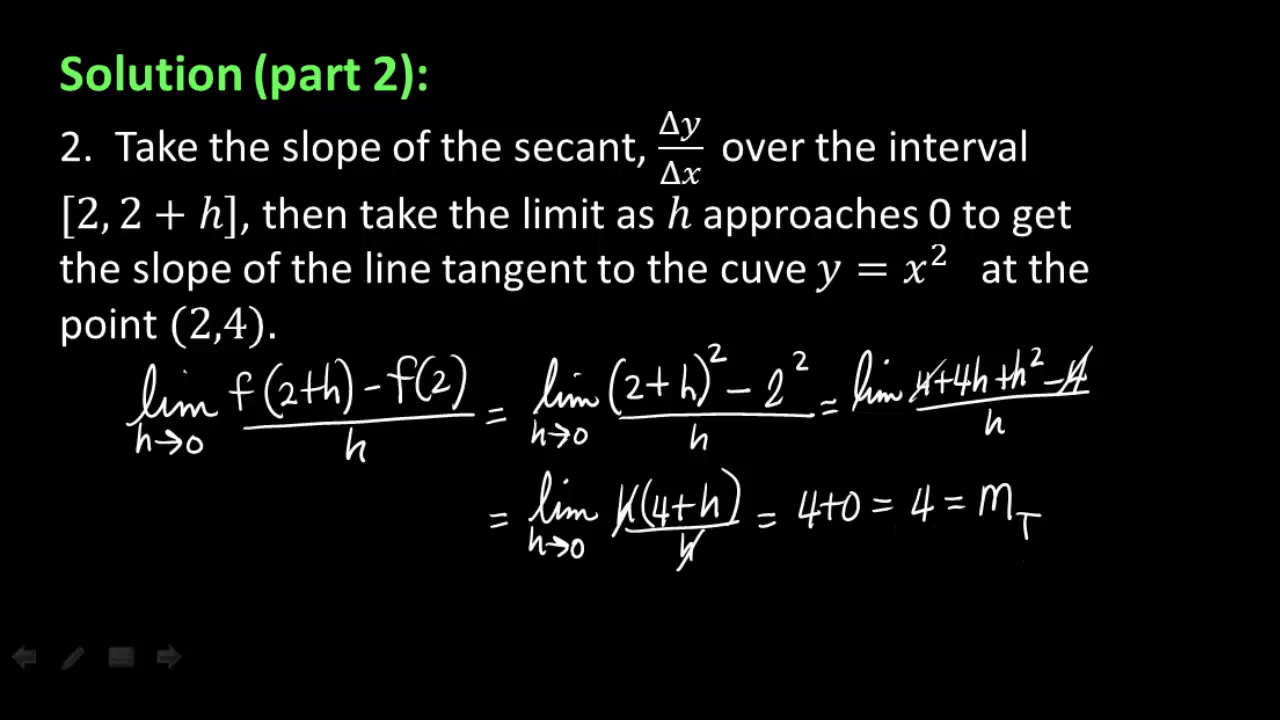 Solution (part 2):
2. Take the slope of the secant, Δy/Δx over the interval
[2, 2 + h], then take the limit as h approaches 0 to get
the slope of the line tangent to the cuve y = x² at the
point (2,4).
lim h→0 f(2+h) - f(2) / h = lim h→0 (2+h)² - 2² / h = lim 4+4h+h²-4 / h
= lim h→0 h(4+h) / h = 4+0 = 4 = m_T